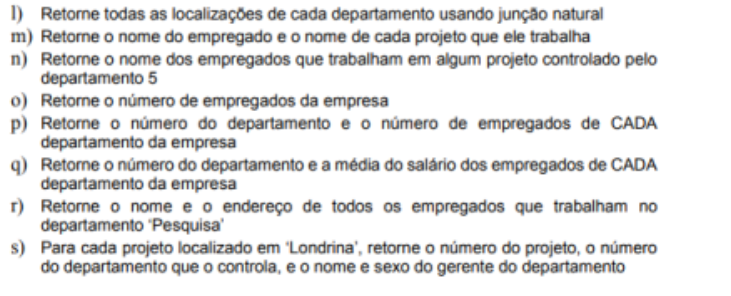 l) Retorne todas as localizações de cada departamento usando junção natural
m) Retorne o nome do empregado e o nome de cada projeto que ele trabalha
n) Retorne o nome dos empregados que trabalham em algum projeto controlado pelo
departamento 5
o) Retorne o número de empregados da empresa
p) Retorne o número do departamento e o número de empregados de CADA
departamento da empresa
q) Retorne o número do departamento e a média do salário dos empregados de CADA
departamento da empresa
r) Retorne o nome e o endereço de todos os empregados que trabalham no
departamento 'Pesquisa'
s) Para cada projeto localizado em 'Londrina', retorne o número do projeto, o número
do departamento que o controla, e o nome e sexo do gerente do departamento